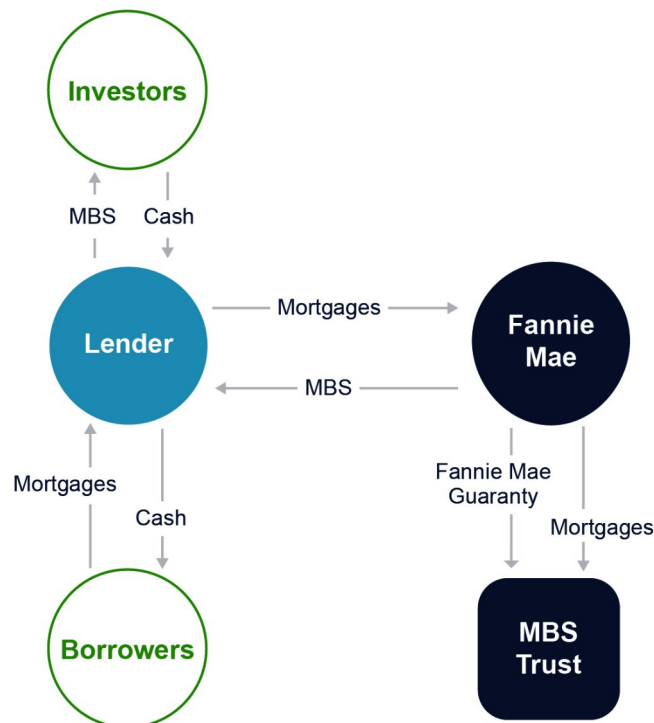 Investors
MBS
Cash
Lender
Mortgages
Fannie
Mae
MBS
Mortgages
Cash
Fannie Mae
Guaranty
Mortgages
Borrowers
MBS
Trust